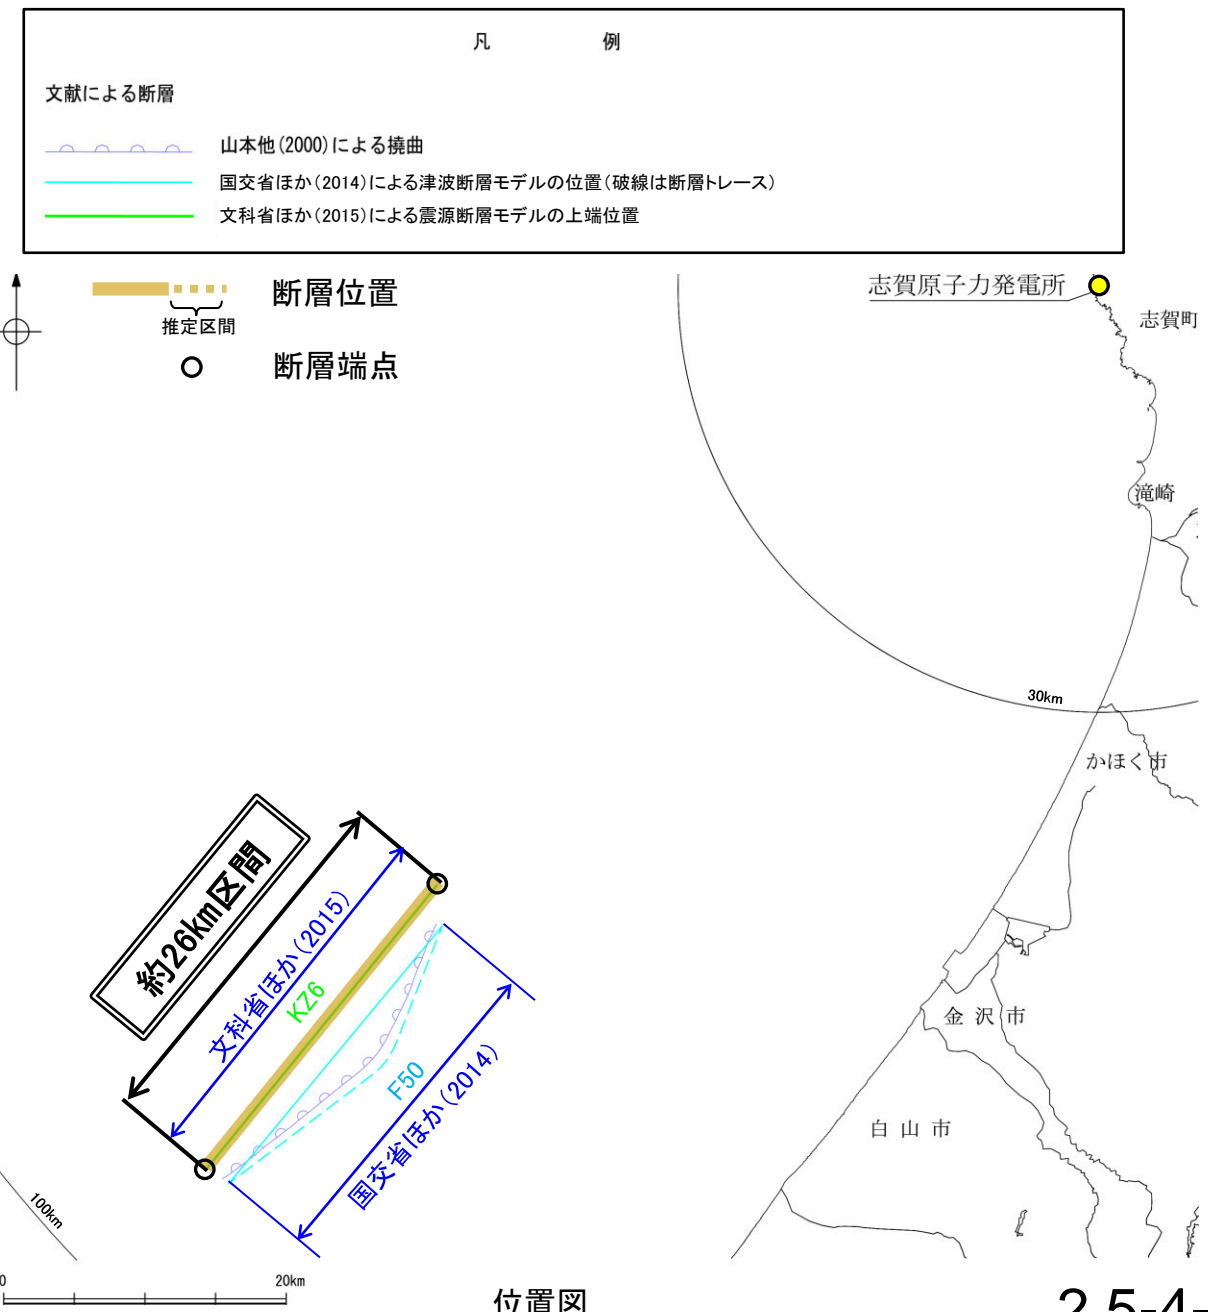 凡　例
文献による断層
山本他(2000)による撓曲
国交省ほか(2014)による津波断層モデルの位置(破線は断層トレース)
文科省ほか(2015)による震源断層モデルの上端位置
断層位置
推定区間
断層端点
志賀原子力発電所
志賀町
滝崎
30km
かほく市
約26km区間
文科省ほか(2015)
KZ6
F50
国交省ほか(2014)
金沢市
白山市
100km
0
20km
位置図
2.5-4-